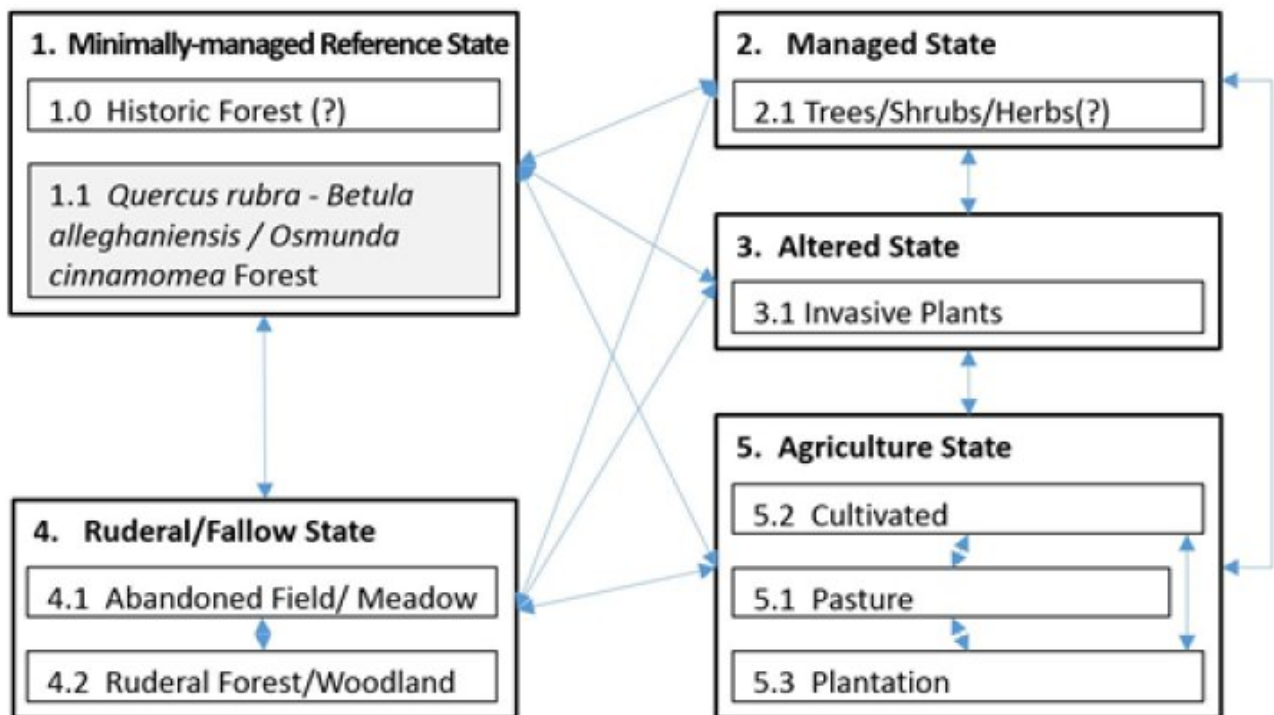 1. Minimally-managed Reference State
1.0 Historic Forest (?)
1.1 Quercus rubra - Betula
alleghaniensis / Osmunda
cinnamomea Forest
2. Managed State
2.1 Trees/Shrubs/Herbs(?)
3. Altered State
3.1 Invasive Plants
4. Ruderal/Fallow State
4.1 Abandoned Field/ Meadow
4.2 Ruderal Forest/Woodland
5. Agriculture State
5.2 Cultivated
5.1 Pasture
5.3 Plantation